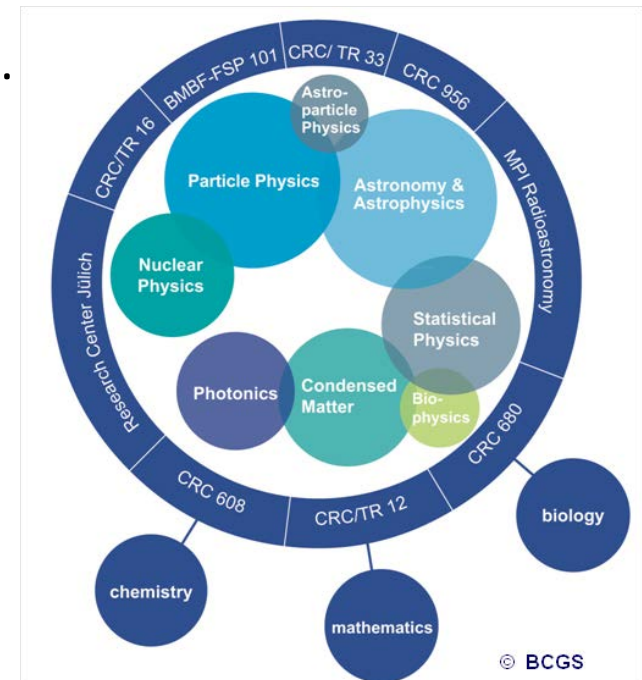 CRC/TR 16
BMBF-FSP 101
CRC/ TR 33
CRC 956
MPI Radioastronomy
Research Center Jülich
CRC 608
CRC/TR 12
CRC 680
Astro-
particle
Physics
Particle Physics
Astronomy &
Astrophysics
Nuclear
Physics
Statistical
Physics
Photonics
Condensed
Matter
Bio-
physics
biology
chemistry
mathematics
© BCGS